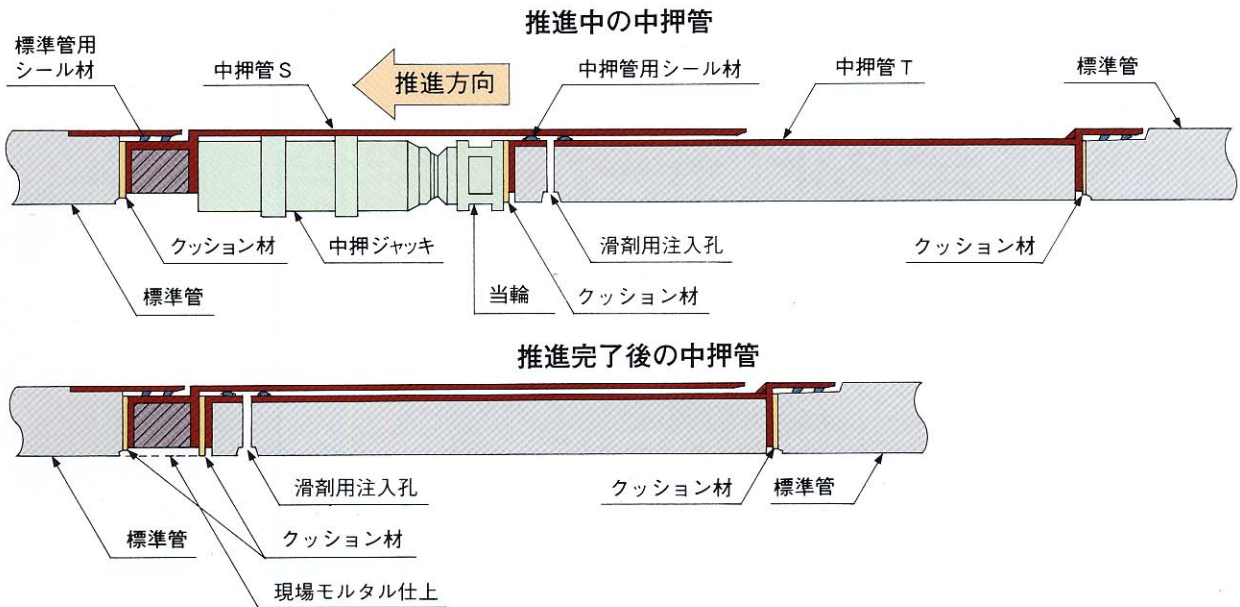 推進中の中押管
標準管用
シール材
中押管S
推進方向
中押管用シール材
中押管T
標準管
クッション材
中押ジャッキ
滑剤用注入孔
クッション材
標準管
当輪
クッション材
推進完了後の中押管
滑剤用注入孔
クッション材
標準管
標準管
クッション材
現場モルタル仕上